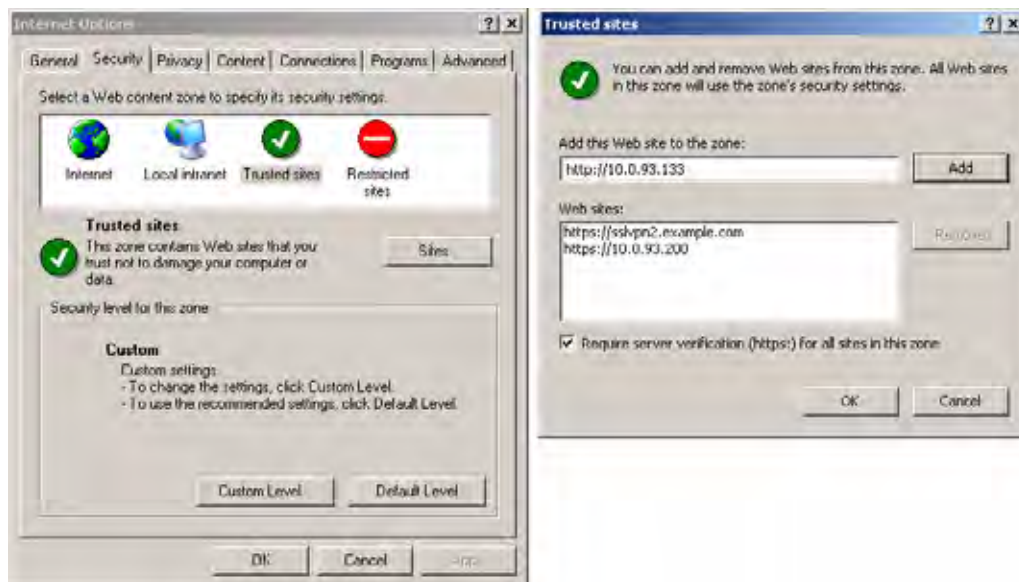 Internet Options
General Security Privacy Content Connections Programs Advanced
Select a Web content zone to specify its security settings.
Internet Local intranet Trusted sites Restricted
sites
Trusted sites
This zone contains Web sites that you
trust not to damage your computer or
data.
Sites
Security level for this zone
Custom
Custom settings
- To change the settings, click Custom Level.
- To use the recommended settings, click Default Level.
Custom Level Default Level
OK Cancel
Trusted sites
You can add and remove Web sites from this zone. All Web sites
in this zone will use the zone's security settings.
Add this Web site to the zone:
http://10.0.93.133 Add
Web sites:
https://sslvpn2.example.com
https://10.0.93.200
Remove
Require server verification (https:) for all sites in this zone
OK Cancel